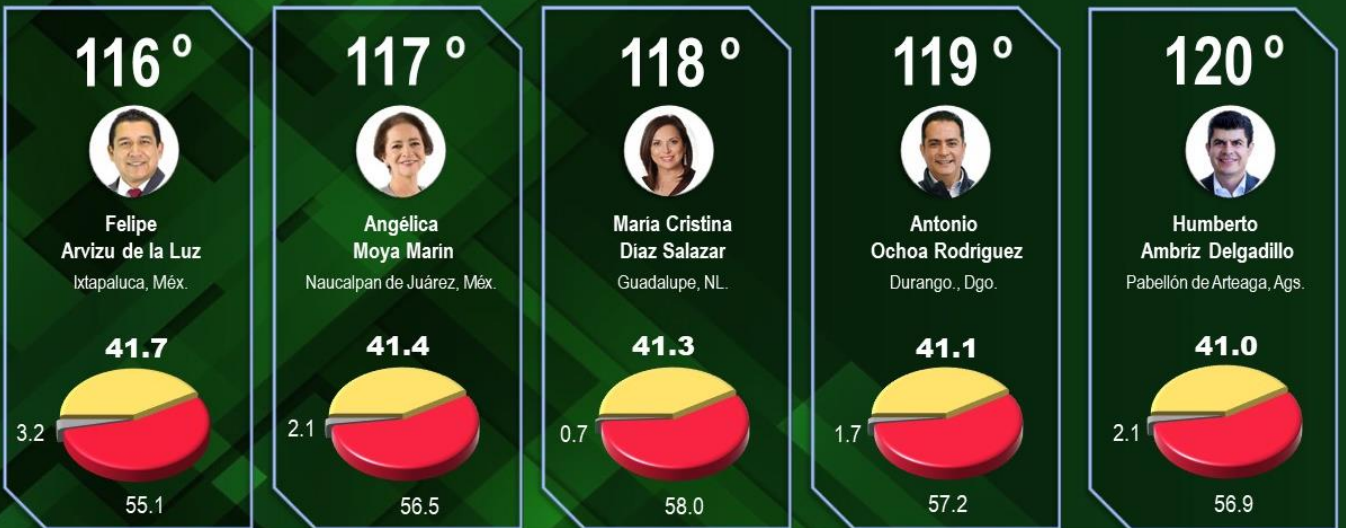 116 º
Felipe
Arvizu de la Luz
Ixtapaluca, Méx.
41.7
3.2
55.1
117 º
Angélica
Moya Marín
Naucalpan de Juárez, Méx.
41.4
2.1
56.5
118 º
María Cristina
Díaz Salazar
Guadalupe, NL.
41.3
0.7
58.0
119 º
Antonio
Ochoa Rodríguez
Durango., Dgo.
41.1
1.7
57.2
120 º
Humberto
Ambriz Delgadillo
Pabellón de Arteaga, Ags.
41.0
2.1
56.9